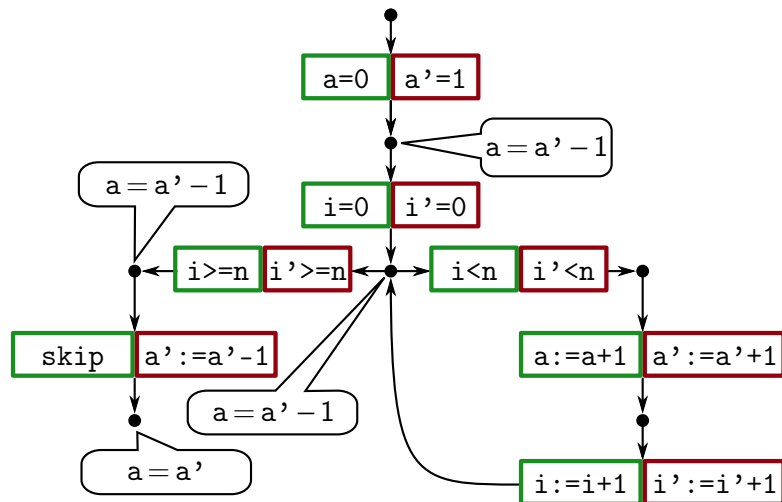 a=0 a'=1
a = a' − 1
a = a' − 1
i=0 i'=0
i>=n i'>=n i<n i'<n
skip a':=a'-1 a:=a+1 a':=a'+1
a = a' − 1
a = a'
i:=i+1 i':=i'+1